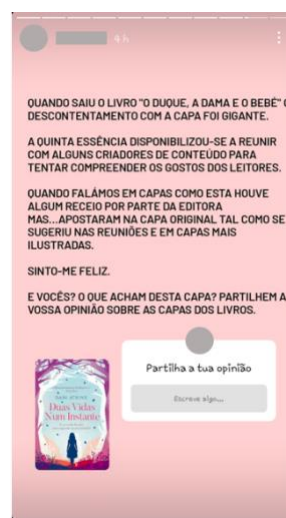 4 h
QUANDO SAIU O LIVRO "O DUQUE, A DAMA E O BEBÉ" O
DESCONTENTAMENTO COM A CAPA FOI GIGANTE.
A QUINTA ESSÊNCIA DISPONIBILIZOU-SE A REUNIR
COM ALGUNS CRIADORES DE CONTEÚDO PARA
TENTAR COMPREENDER OS GOSTOS DOS LEITORES.
QUANDO FALÁMOS EM CAPAS COMO ESTA HOUVE
ALGUM RECEIO POR PARTE DA EDITORA
MAS...APOSTARAM NA CAPA ORIGINAL TAL COMO SE
SUGERIU NAS REUNIÕES E EM CAPAS MAIS
ILUSTRADAS.
SINTO-ME FELIZ.
E VOCÊS? O QUE ACHAM DESTA CAPA? PARTILHEM A
VOSSA OPINIÃO SOBRE AS CAPAS DOS LIVROS.
Partilha a tua opinião
Escreve algo...
Duas Vidas
Num Instante